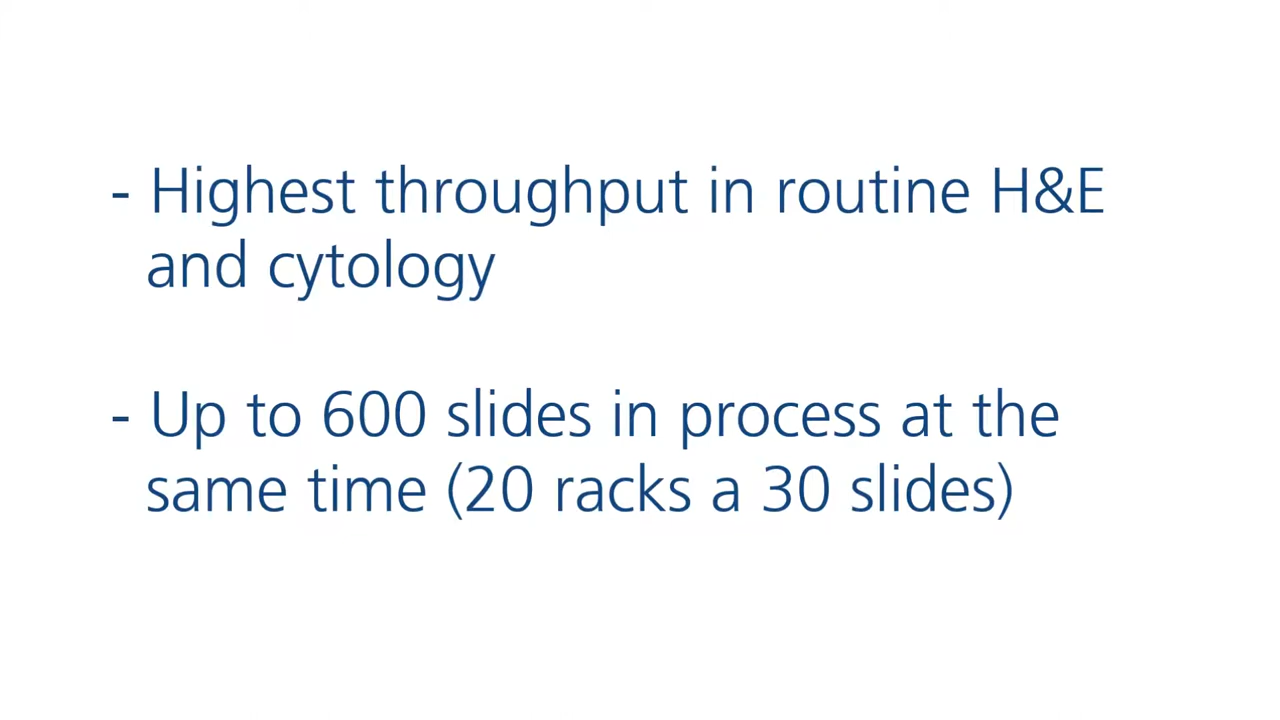 - Highest throughput in routine H&E
and cytology
- Up to 600 slides in process at the
same time (20 racks a 30 slides)